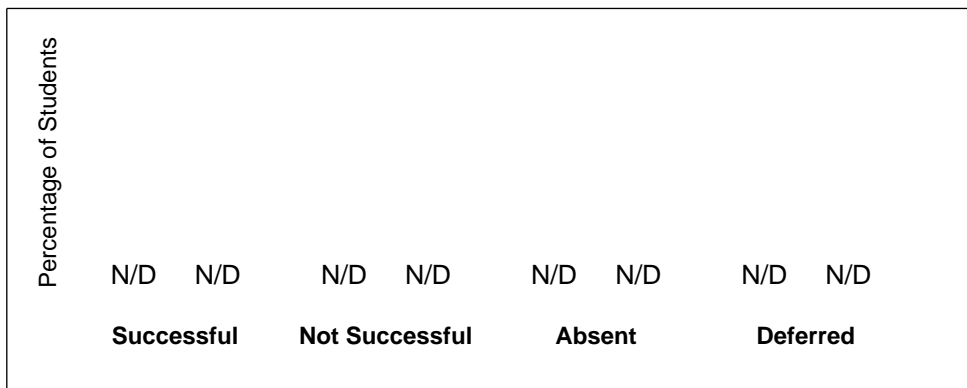 Percentage of Students
N/D N/D N/D N/D N/D N/D N/D N/D
Successful Not Successful Absent Deferred